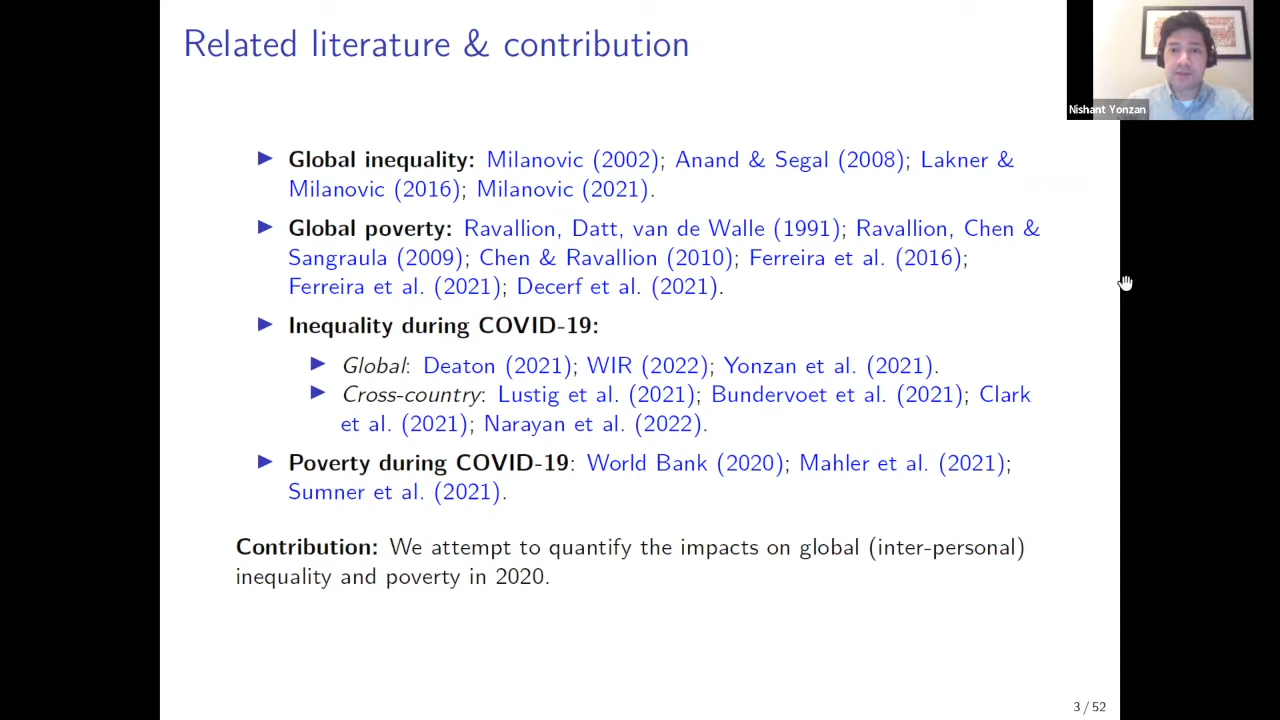 Related literature & contribution
Nishant Yonzan
▶ Global inequality: Milanovic (2002); Anand & Segal (2008); Lakner &
Milanovic (2016); Milanovic (2021).
▶ Global poverty: Ravallion, Datt, van de Walle (1991); Ravallion, Chen &
Sangraula (2009); Chen & Ravallion (2010); Ferreira et al. (2016);
Ferreira et al. (2021); Decerf et al. (2021).
▶ Inequality during COVID-19:
▶ Global: Deaton (2021); WIR (2022); Yonzan et al. (2021).
▶ Cross-country: Lustig et al. (2021); Bundervoet et al. (2021); Clark
et al. (2021); Narayan et al. (2022).
▶ Poverty during COVID-19: World Bank (2020); Mahler et al. (2021);
Sumner et al. (2021).
Contribution: We attempt to quantify the impacts on global (inter-personal)
inequality and poverty in 2020.
3 / 52